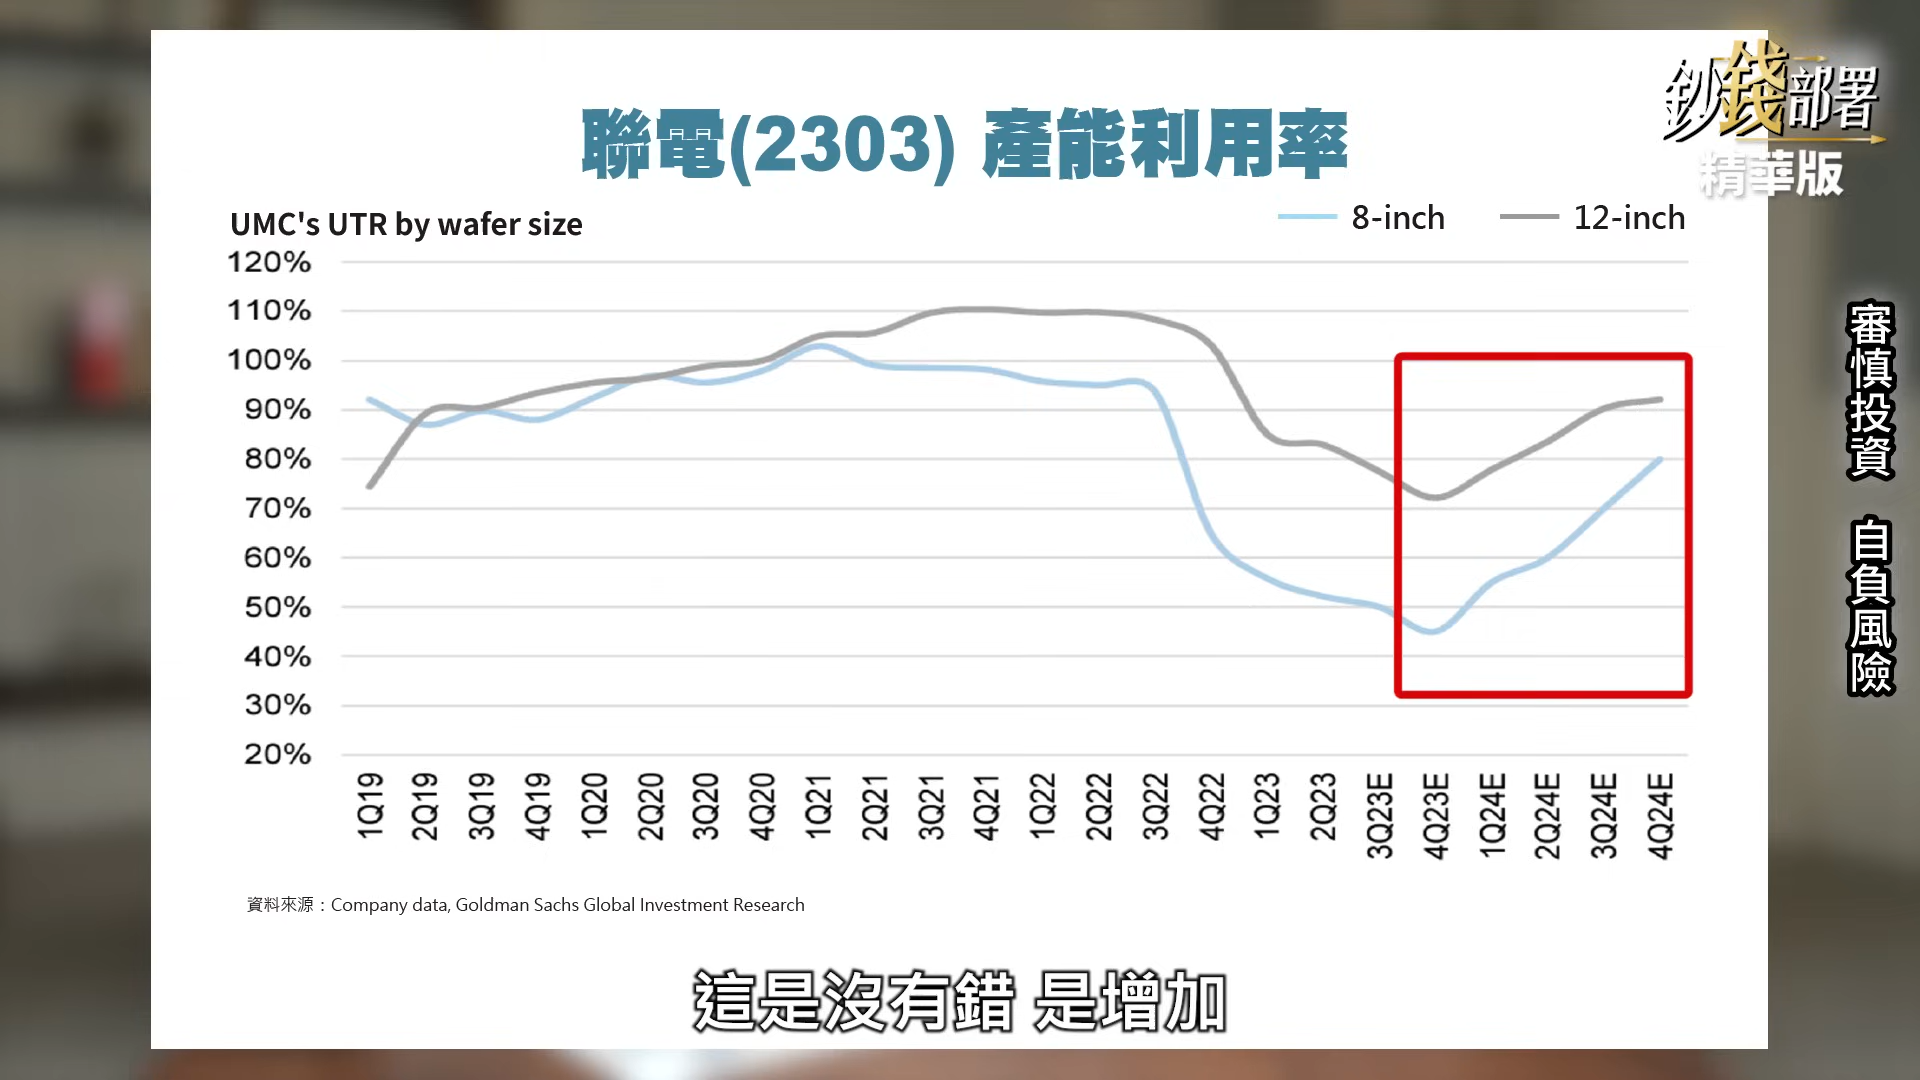 鈔錢部署
精華版
聯電(2303) 產能利用率
UMC's UTR by wafer size
8-inch
12-inch
120%
110%
100%
90%
80%
70%
60%
50%
40%
30%
20%
1Q19
2Q19
3Q19
4Q19
1Q20
2Q20
3Q20
4Q20
1Q21
2Q21
3Q21
4Q21
1Q22
2Q22
3Q22
4Q22
1Q23
2Q23
3Q23E
4Q23E
1Q24E
2Q24E
3Q24E
4Q24E
資料來源：Company data, Goldman Sachs Global Investment Research
審慎投資 自負風險
這是沒有錯 是增加